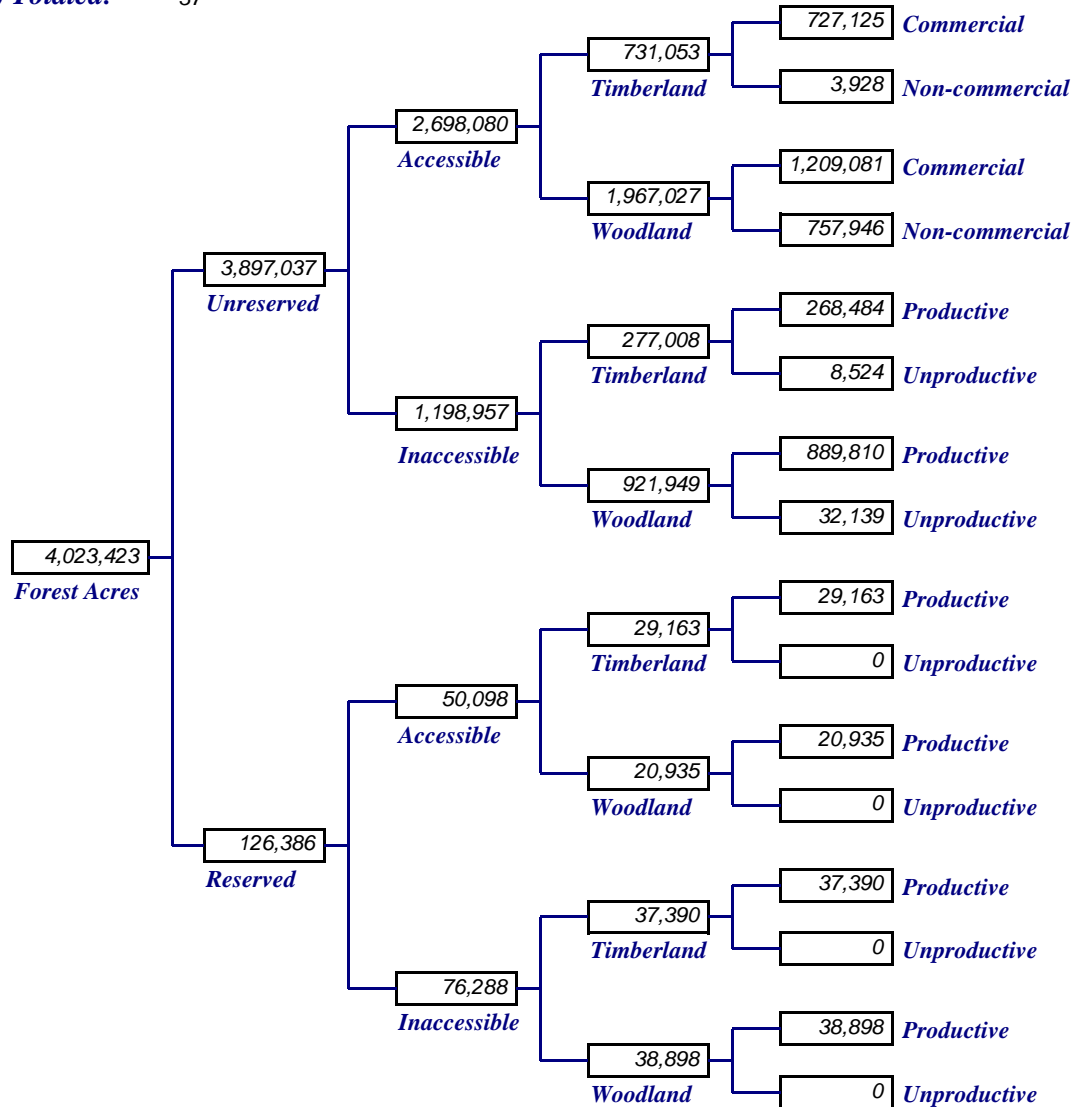 37
727,125 Commercial
731,053
Timberland
3,928 Non-commercial
2,698,080
Accessible
1,209,081 Commercial
1,967,027
Woodland
757,946 Non-commercial
3,897,037
Unreserved
268,484 Productive
277,008
Timberland
8,524 Unproductive
1,198,957
Inaccessible
889,810 Productive
921,949
Woodland
32,139 Unproductive
4,023,423
Forest Acres
29,163 Productive
29,163
Timberland
0 Unproductive
50,098
Accessible
20,935 Productive
20,935
Woodland
0 Unproductive
126,386
Reserved
37,390 Productive
37,390
Timberland
0 Unproductive
76,288
Inaccessible
38,898 Productive
38,898
Woodland
0 Unproductive